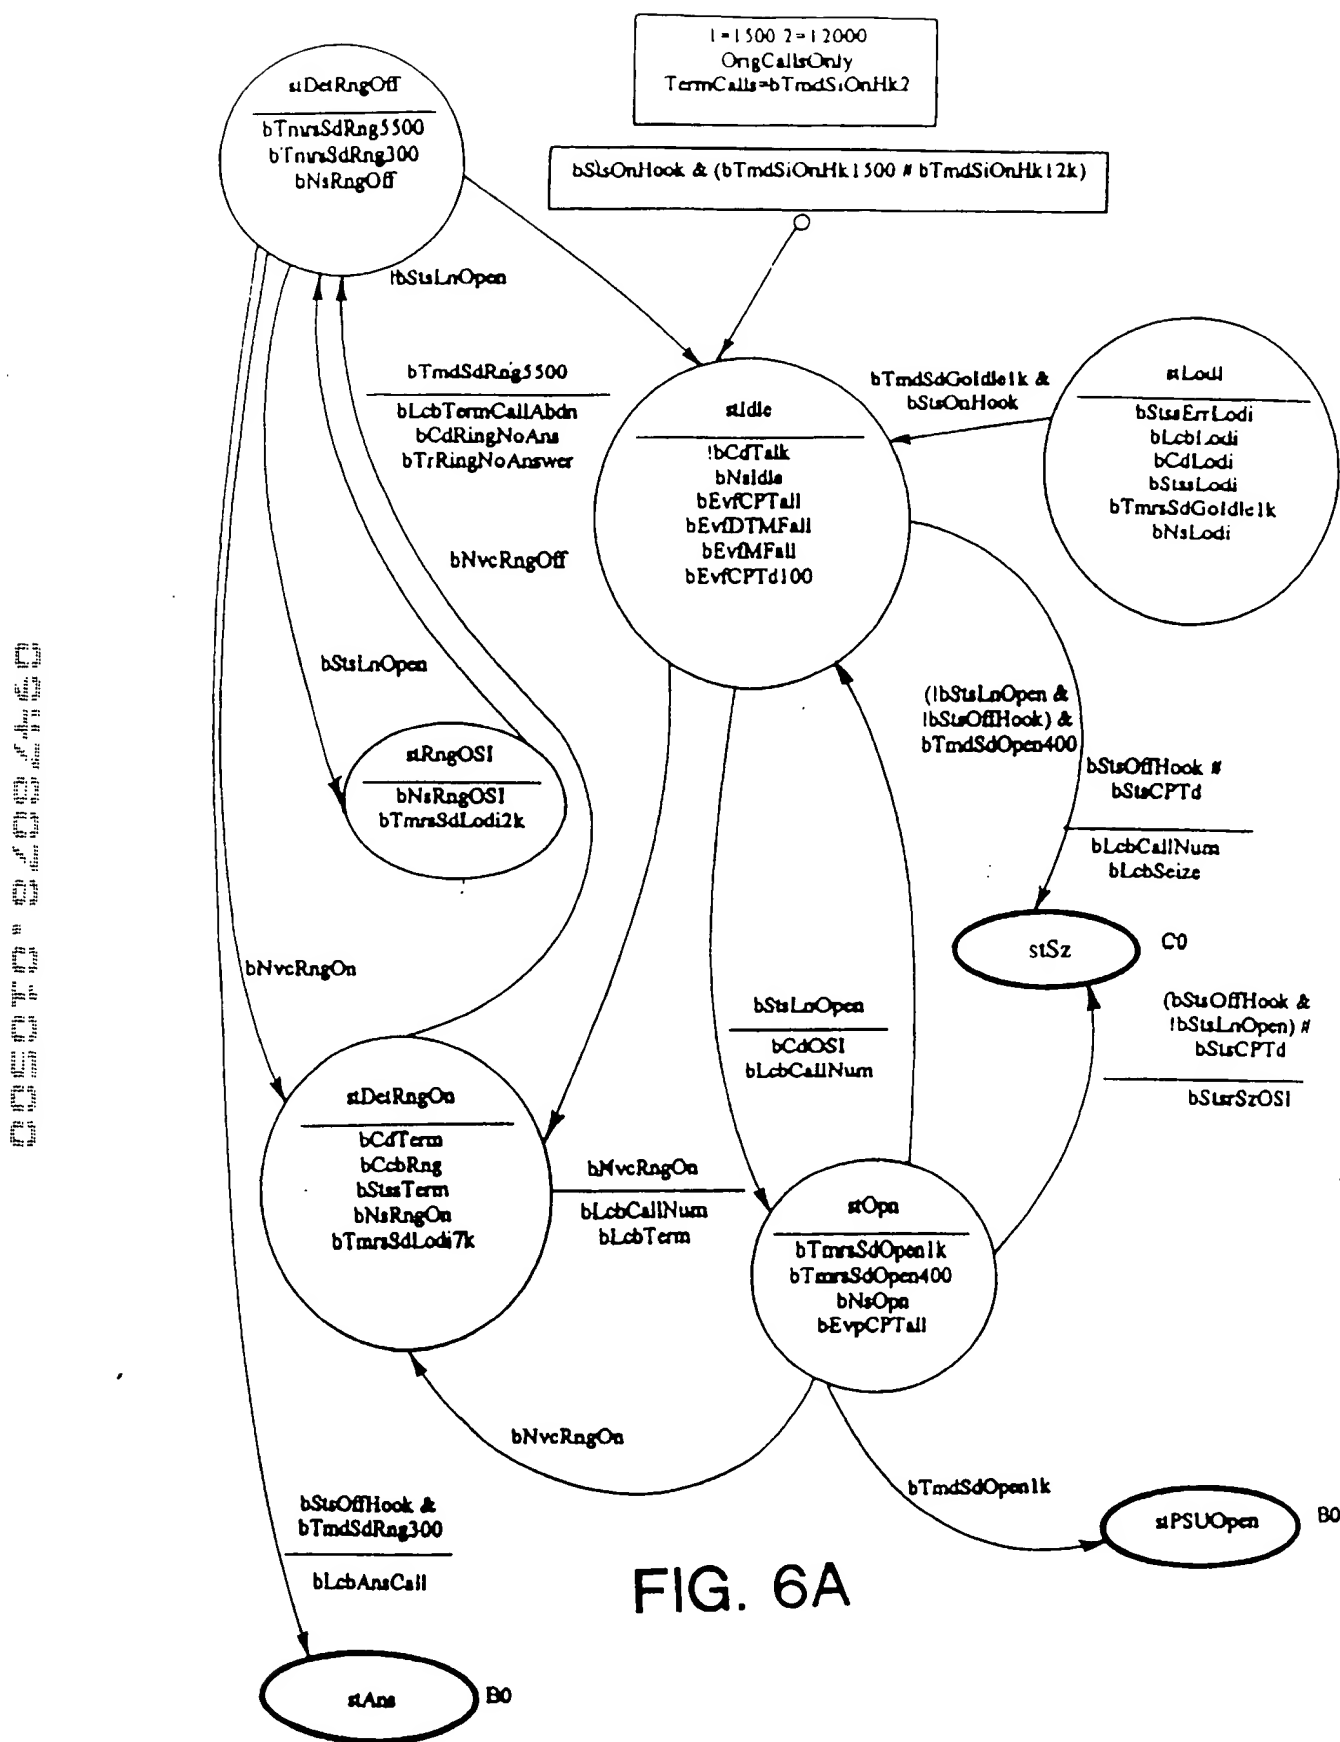 1=1500 2=12000
OrigCallsOnly
TermCalls=bTmdSiOnHk2
bStsOnHook & (bTmdSiOnHk1500 # bTmdSiOnHk12k)
stDetRngOff
bTmrsSdRng5500
bTmrsSdRng300
bNsRngOff
!bStsLnOpen
bTmdSdRng5500
bLcbTermCallAbdn
bCdRingNoAns
bTrRingNoAnswer
stIdle
!bCdTalk
bNsIdle
bEvfCPTall
bEvfDTMFall
bEvfMFall
bEvfCPTd100
bTmdSdGoIdle1k &
bStsOnHook
stLodI
bStssErrLodi
bLcbLodi
bCdLodi
bStssLodi
bTmrsSdGoIdle1k
bNsLodi
bNvcRngOff
bStsLnOpen
stRngOSI
bNsRngOSI
bTmrsSdLodi2k
(!bStsLnOpen &
!bStsOffHook) &
bTmdSdOpen400
bStsOffHook #
bStsCPTd
bLcbCallNum
bLcbSeize
stSz
C0
(bStsOffHook &
!bStsLnOpen) #
bStsCPTd
bStsrSzOSI
bNvcRngOn
bStsLnOpen
bCdOSI
bLcbCallNum
stDetRngOn
bCdTerm
bCcbRng
bStssTerm
bNsRngOn
bTmrsSdLodi7k
bMvcRngOn
bLcbCallNum
bLcbTerm
stOpn
bTmrsSdOpen1k
bTmrsSdOpen400
bNsOpn
bEvpCPTall
bNvcRngOn
bTmdSdOpen1k
stPSUOpen
B0
bStsOffHook &
bTmdSdRng300
bLcbAnsCall
stAns
B0
FIG. 6A